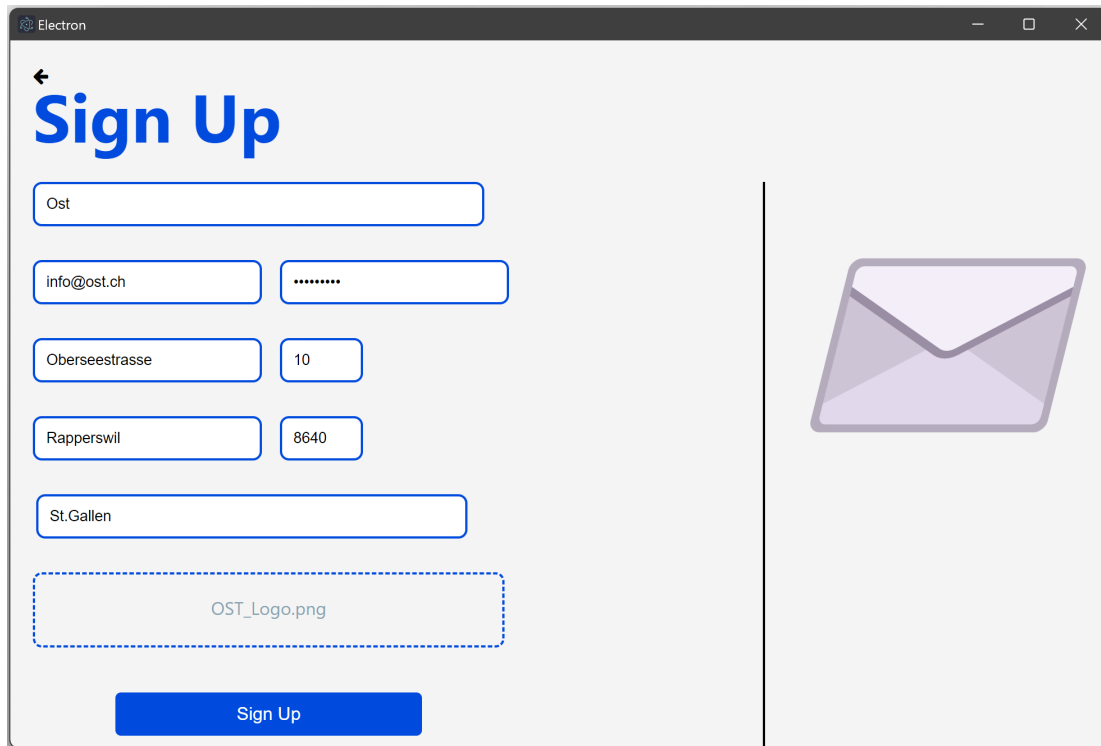 Electron
Sign Up
Ost
info@ost.ch •••••••••
Oberseestrasse 10
Rapperswil 8640
St.Gallen
OST_Logo.png
Sign Up